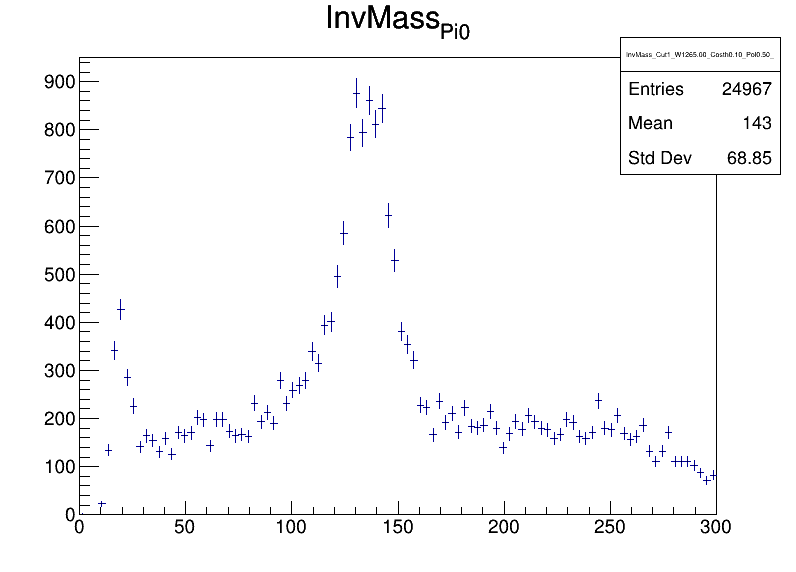 InvMass_Pi0
InvMass_Cut1_W1265.00_Costh0.10_Pol0.50_
Entries 24967
Mean 143
Std Dev 68.85
900
800
700
600
500
400
300
200
100
0
0 50 100 150 200 250 300